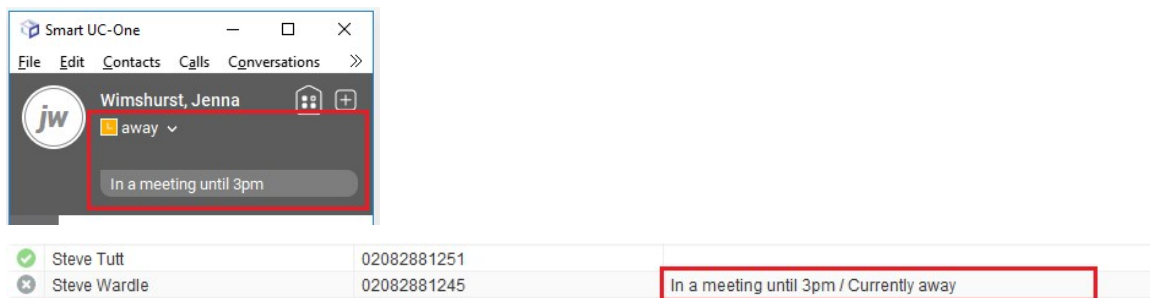 Smart UC-One
File Edit Contacts Calls Conversations »
Wimshurst, Jenna
jw
away
In a meeting until 3pm
Steve Tutt 02082881251
Steve Wardle 02082881245 In a meeting until 3pm / Currently away